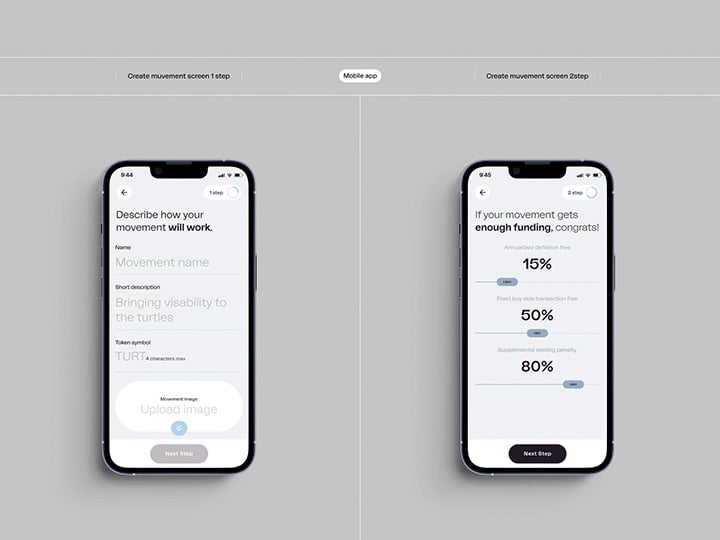 Create muvement screen 1 step
Mobile app
Create muvement screen 2step
9:44
1 step
Describe how your
movement will work.
Name
Movement name
Short description
Bringing visability to
the turtles
Token symbol
TURT 4 characters max
Movement image
Upload image
Next Step
9:45
2 step
If your movement gets
enough funding, congrats!
Annualized deflation free
15%
Fixed buy side transaction free
50%
Supplemental vesting penalty
80%
Next Step